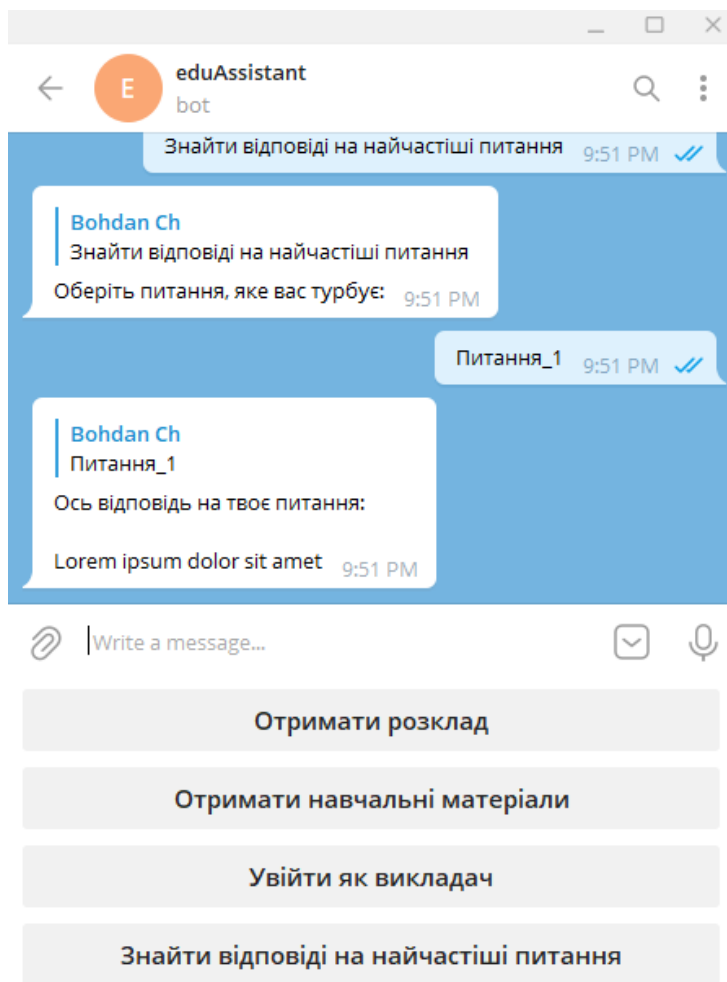 E
eduAssistant
bot
Знайти відповіді на найчастіші питання 9:51 PM
Bohdan Ch
Знайти відповіді на найчастіші питання
Оберіть питання, яке вас турбує: 9:51 PM
Питання_1 9:51 PM
Bohdan Ch
Питання_1
Ось відповідь на твоє питання:
Lorem ipsum dolor sit amet 9:51 PM
Write a message...
Отримати розклад
Отримати навчальні матеріали
Увійти як викладач
Знайти відповіді на найчастіші питання